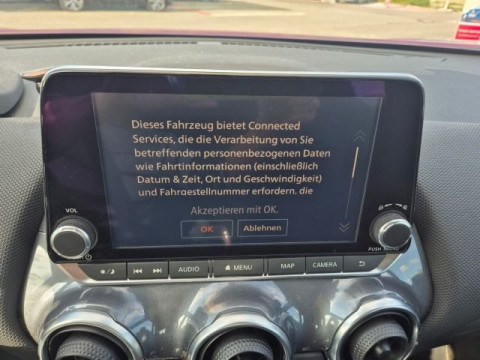 Dieses Fahrzeug bietet Connected
Services, die die Verarbeitung von Sie
betreffenden personenbezogenen Daten
wie Fahrtinformationen (einschließlich
Datum & Zeit, Ort und Geschwindigkeit)
und Fahrgestellnummer erfordern, die
Akzeptieren mit OK.
OK Ablehnen
VOL
PUSH
AUDIO MENU MAP CAMERA